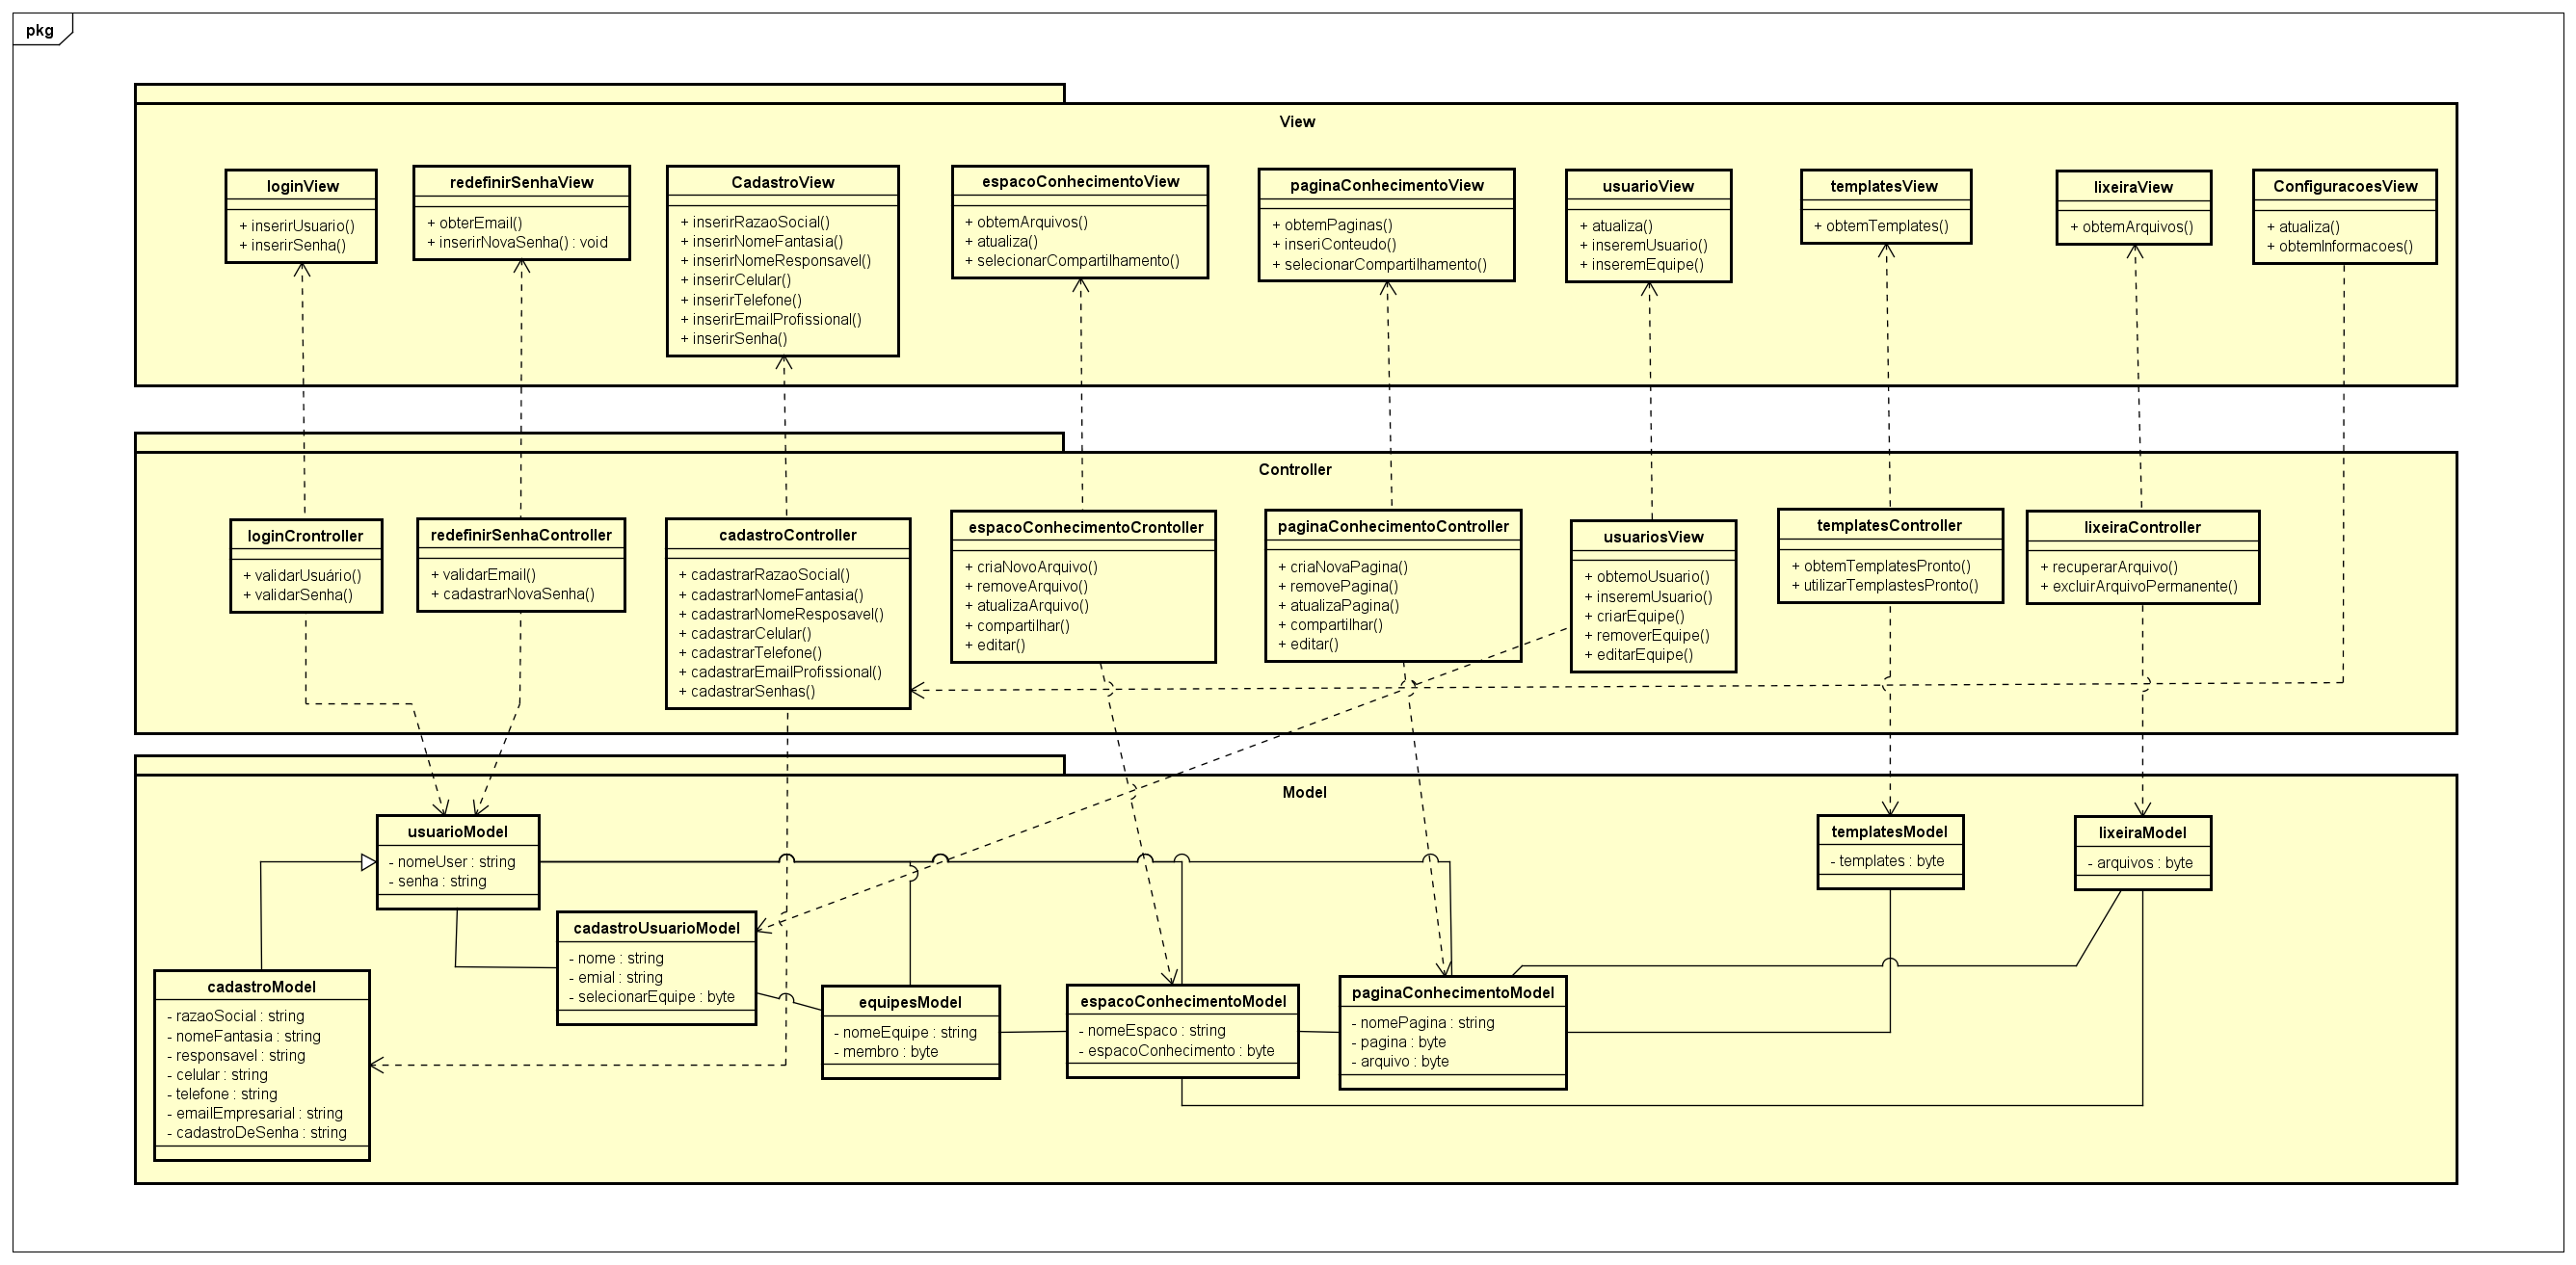 pkg
View
loginView
+ inserirUsuario()
+ inserirSenha()
redefinirSenhaView
+ obterEmail()
+ inserirNovaSenha() : void
CadastroView
+ inserirRazaoSocial()
+ inserirNomeFantasia()
+ inserirNomeResponsavel()
+ inserirCelular()
+ inserirTelefone()
+ inserirEmailProfissional()
+ inserirSenha()
espacoConhecimentoView
+ obtemArquivos()
+ atualiza()
+ selecionarCompartilhamento()
paginaConhecimentoView
+ obtemPaginas()
+ inseriConteudo()
+ selecionarCompartilhamento()
usuarioView
+ atualiza()
+ inseremUsuario()
+ inseremEquipe()
templatesView
+ obtemTemplates()
lixeiraView
+ obtemArquivos()
ConfiguracoesView
+ atualiza()
+ obtemInformacoes()
Controller
loginCrontroller
+ validarUsuário()
+ validarSenha()
redefinirSenhaController
+ validarEmail()
+ cadastrarNovaSenha()
cadastroController
+ cadastrarRazaoSocial()
+ cadastrarNomeFantasia()
+ cadastrarNomeResposavel()
+ cadastrarCelular()
+ cadastrarTelefone()
+ cadastrarEmailProfissional()
+ cadastrarSenhas()
espacoConhecimentoCrontoller
+ criaNovoArquivo()
+ removeArquivo()
+ atualizaArquivo()
+ compartilhar()
+ editar()
paginaConhecimentoController
+ criaNovaPagina()
+ removePagina()
+ atualizaPagina()
+ compartilhar()
+ editar()
usuariosView
+ obtemoUsuario()
+ inseremUsuario()
+ criarEquipe()
+ removerEquipe()
+ editarEquipe()
templatesController
+ obtemTemplatesPronto()
+ utilizarTemplastesPronto()
lixeiraController
+ recuperarArquivo()
+ excluirArquivoPermanente()
Model
usuarioModel
- nomeUser : string
- senha : string
cadastroUsuarioModel
- nome : string
- emial : string
- selecionarEquipe : byte
cadastroModel
- razaoSocial : string
- nomeFantasia : string
- responsavel : string
- celular : string
- telefone : string
- emailEmpresarial : string
- cadastroDeSenha : string
equipesModel
- nomeEquipe : string
- membro : byte
espacoConhecimentoModel
- nomeEspaco : string
- espacoConhecimento : byte
paginaConhecimentoModel
- nomePagina : string
- pagina : byte
- arquivo : byte
templatesModel
- templates : byte
lixeiraModel
- arquivos : byte